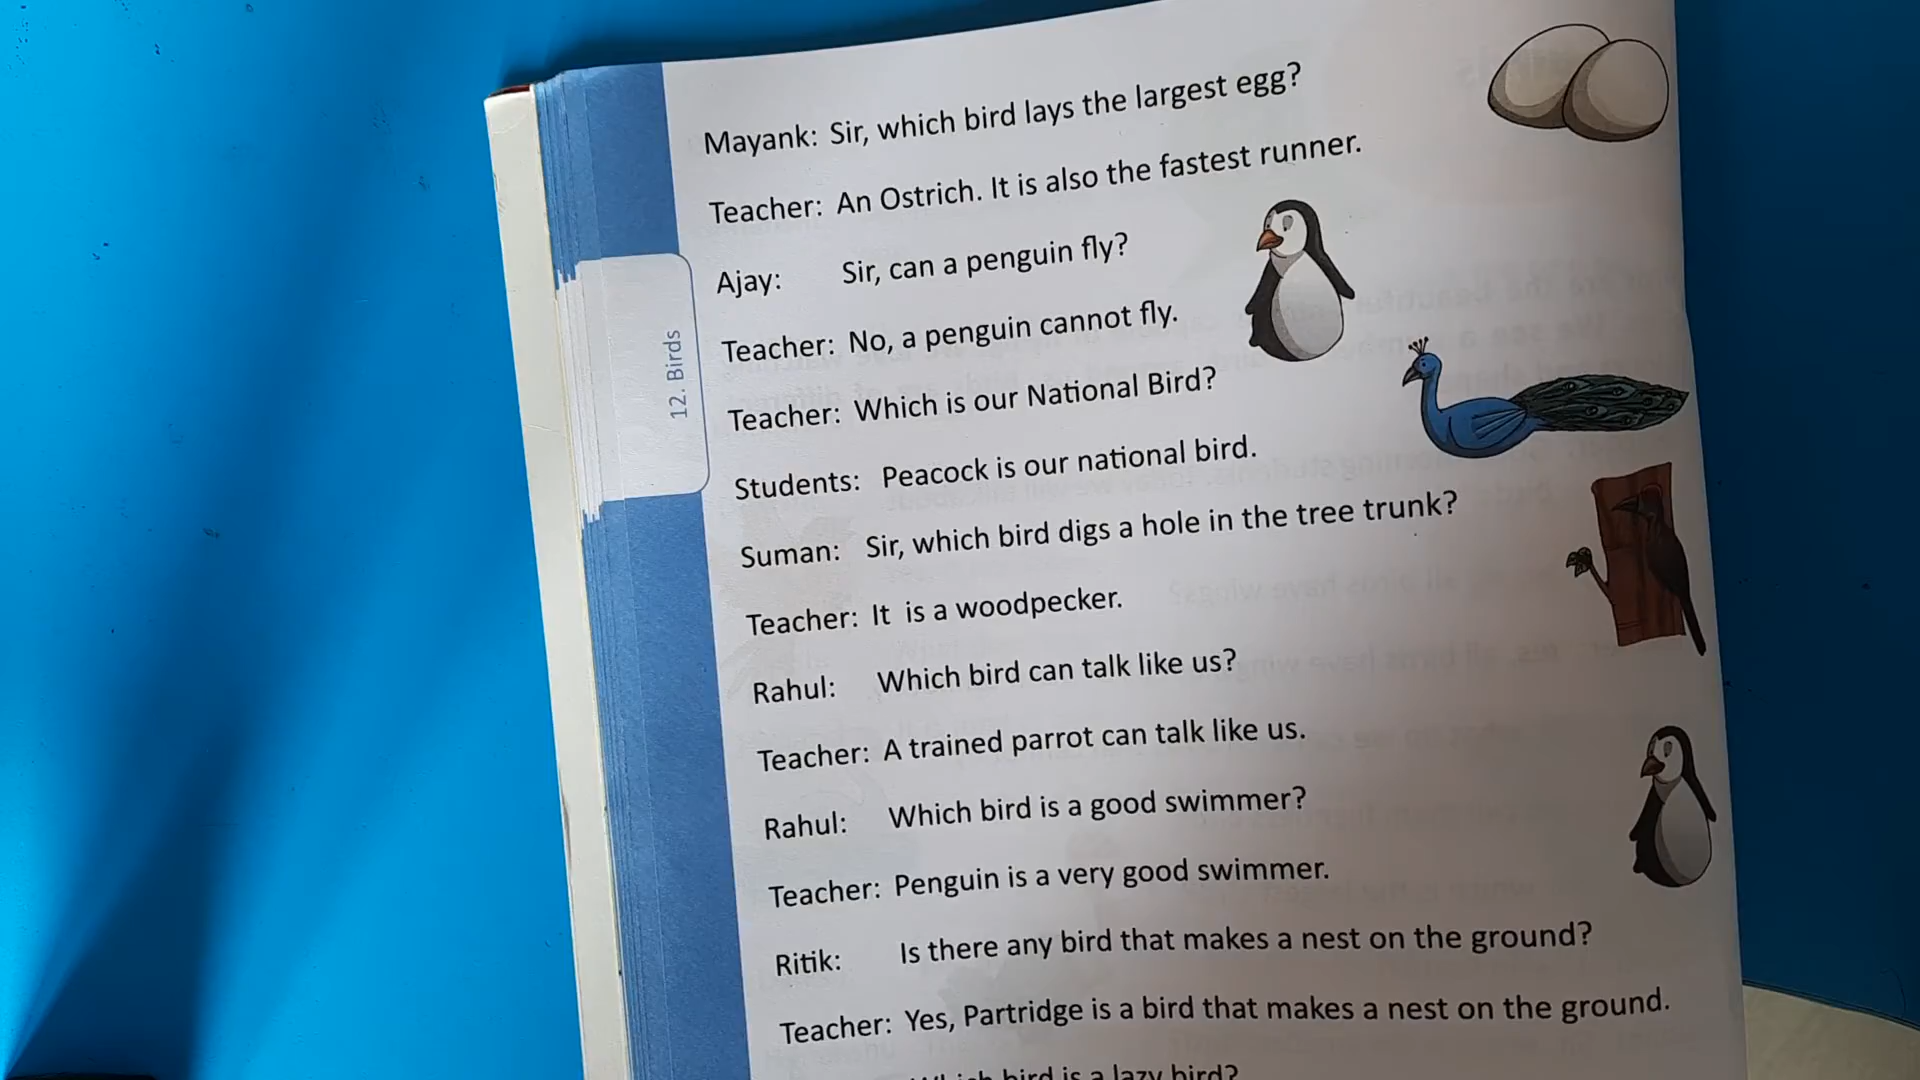 Mayank: Sir, which bird lays the largest egg?
Teacher: An Ostrich. It is also the fastest runner.
Ajay: Sir, can a penguin fly?
Teacher: No, a penguin cannot fly.
Teacher: Which is our National Bird?
Students: Peacock is our national bird.
Suman: Sir, which bird digs a hole in the tree trunk?
Teacher: It is a woodpecker.
Rahul: Which bird can talk like us?
Teacher: A trained parrot can talk like us.
Rahul: Which bird is a good swimmer?
Teacher: Penguin is a very good swimmer.
Ritik: Is there any bird that makes a nest on the ground?
Teacher: Yes, Partridge is a bird that makes a nest on the ground.
Which bird is a lazy bird?
12. Birds